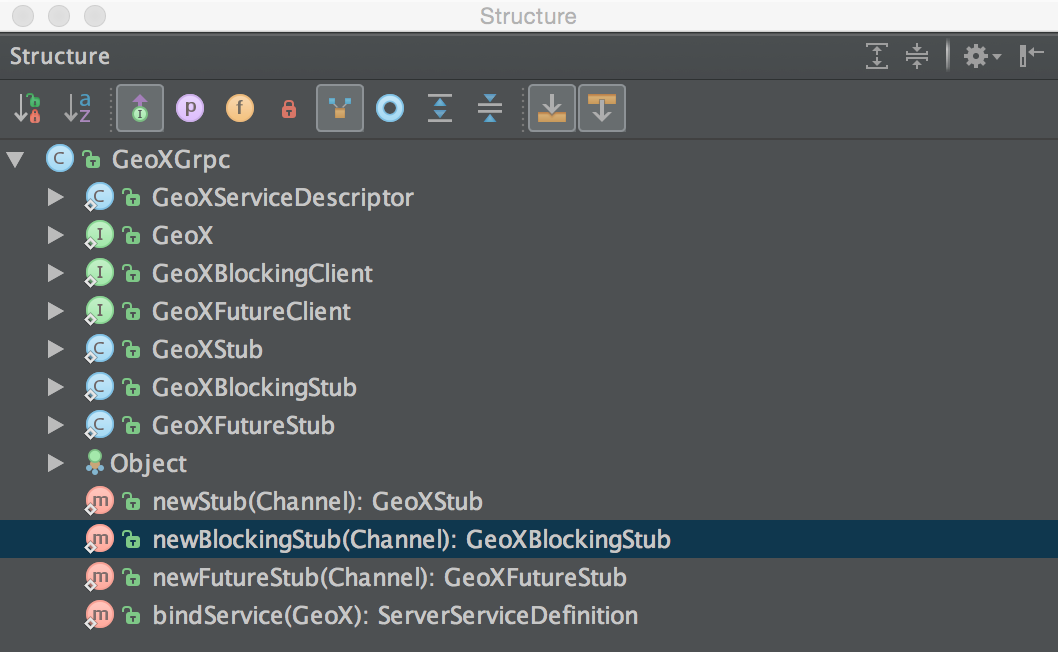 Structure
Structure
GeoXGrpc
GeoXServiceDescriptor
GeoX
GeoXBlockingClient
GeoXFutureClient
GeoXStub
GeoXBlockingStub
GeoXFutureStub
Object
newStub(Channel): GeoXStub
newBlockingStub(Channel): GeoXBlockingStub
newFutureStub(Channel): GeoXFutureStub
bindService(GeoX): ServerServiceDefinition